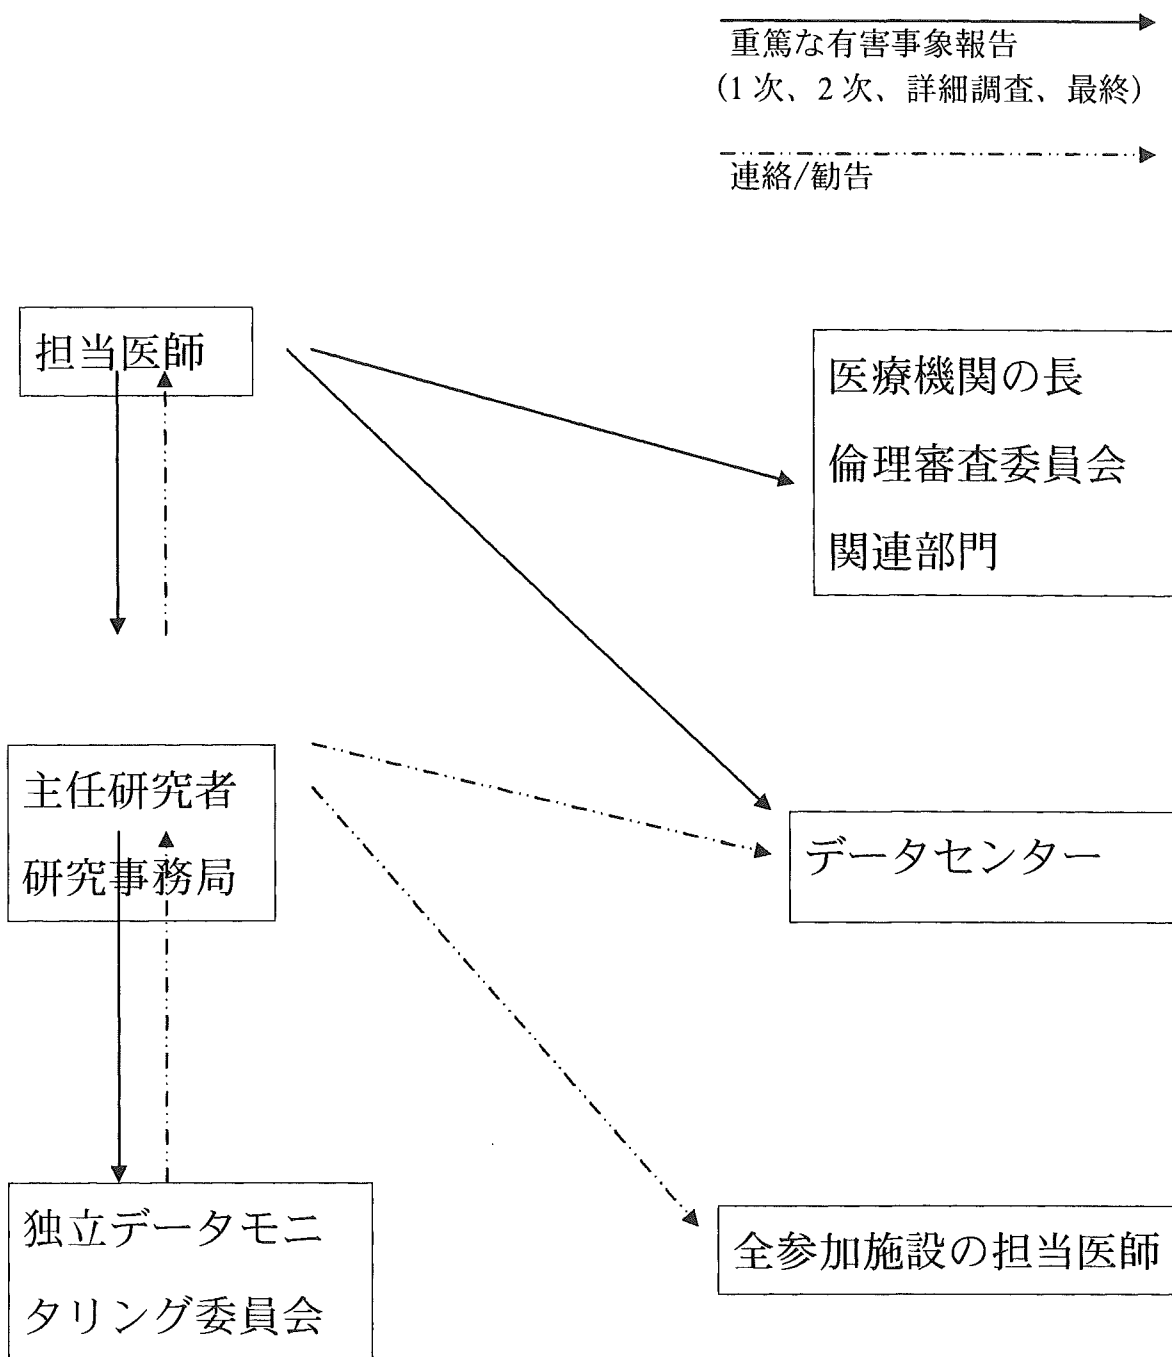 重篤な有害事象報告
(1次、2次、詳細調査、最終)
連絡/勧告
担当医師
医療機関の長
倫理審査委員会
関連部門
主任研究者
研究事務局
データセンター
独立データモニ
タリング委員会
全参加施設の担当医師